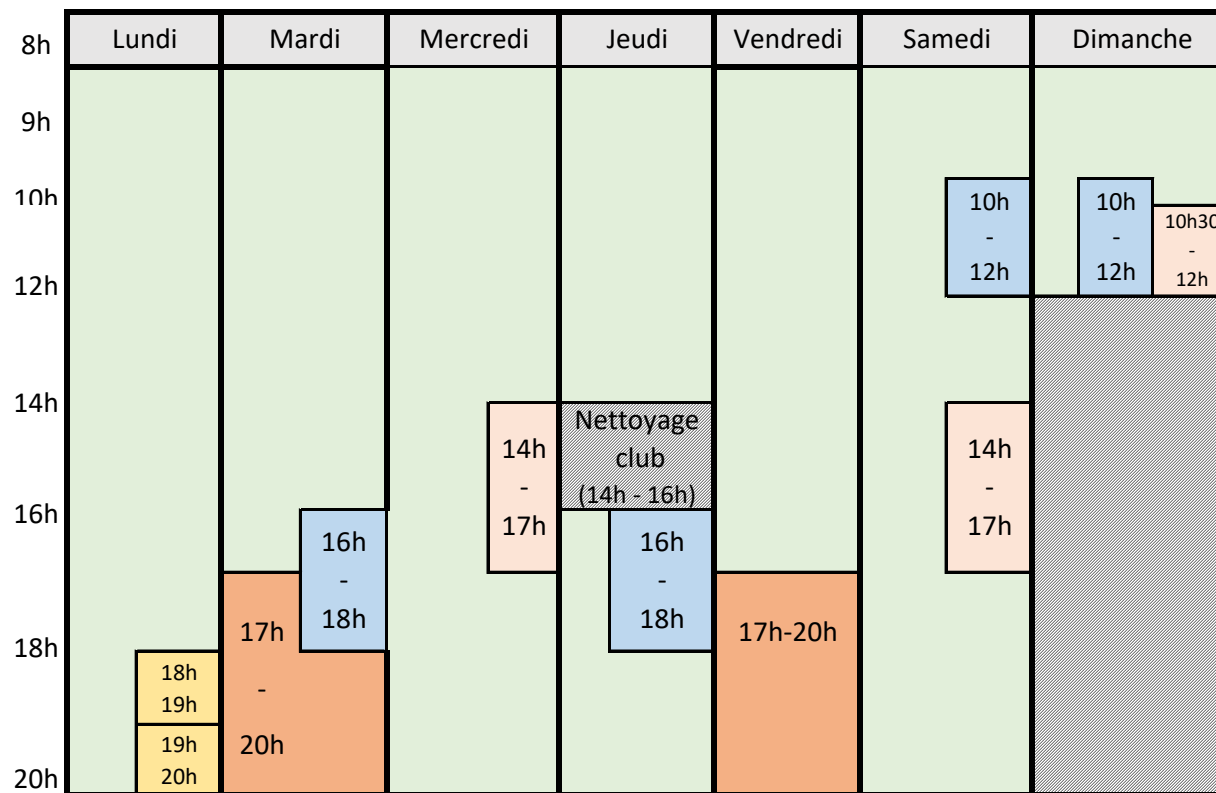 Lundi Mardi Mercredi Jeudi Vendredi Samedi Dimanche
8h
9h
10h
12h
14h
16h
18h
20h
18h
19h
19h
20h
17h
-
20h
16h
-
18h
14h
-
17h
Nettoyage
club
(14h - 16h)
16h
-
18h
17h-20h
10h
-
12h
14h
-
17h
10h
-
12h
10h30
-
12h